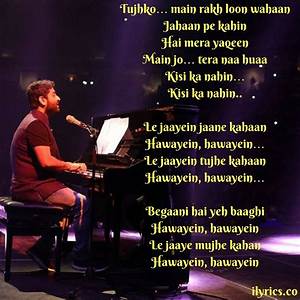 Tujhko... main rakh loon wahaan
Jahaan pe kahin
Hai mera yaqeen
Main jo... tera naa huaa
Kisi ka nahin...
Kisi ka nahin..
Le jaayein jaane kahaan
Hawayein, hawayein...
Le jaayein tujhe kahaan
Hawayein, hawayein...
Begaani hai yeh baaghi
Hawayein, hawayein
Le jaaye mujhe kahan
Hawayein, hawayein
ilyrics.co